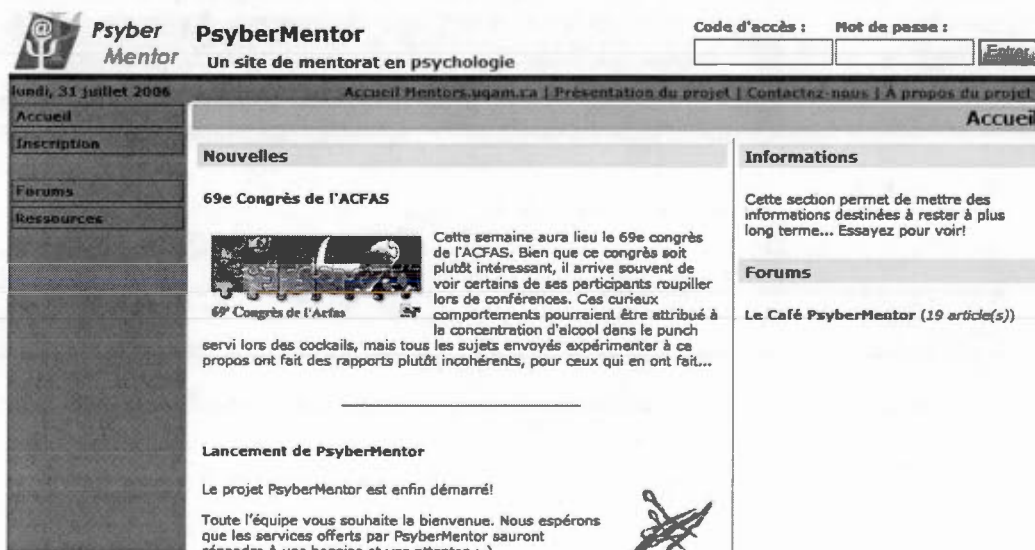 Psyber
Mentor
PsyberMentor
Un site de mentorat en psychologie
Code d'accès :
Mot de passe :
Entrer
lundi, 31 juillet 2006
Accueil Mentors.uqam.ca | Présentation du projet | Contactez-nous | À propos du projet
Accueil
Inscription
Forums
Ressources
Accueil
Nouvelles
69e Congrès de l'ACFAS
69e Congrès de l'Acfas
Cette semaine aura lieu le 69e congrès
de l'ACFAS. Bien que ce congrès soit
plutôt intéressant, il arrive souvent de
voir certains de ses participants roupiller
lors de conférences. Ces curieux
comportements pourraient être attribué à
la concentration d'alcool dans le punch
servi lors des cockails, mais tous les sujets envoyés expérimenter à ce
propos ont fait des rapports plutôt incohérents, pour ceux qui en ont fait...
Lancement de PsyberMentor
Le projet PsyberMentor est enfin démarré!
Toute l'équipe vous souhaite la bienvenue. Nous espérons
que les services offerts par PsyberMentor sauront
répondre à vos besoins et vos attentes :-)
Informations
Cette section permet de mettre des
informations destinées à rester à plus
long terme... Essayez pour voir!
Forums
Le Café PsyberMentor (19 article(s))